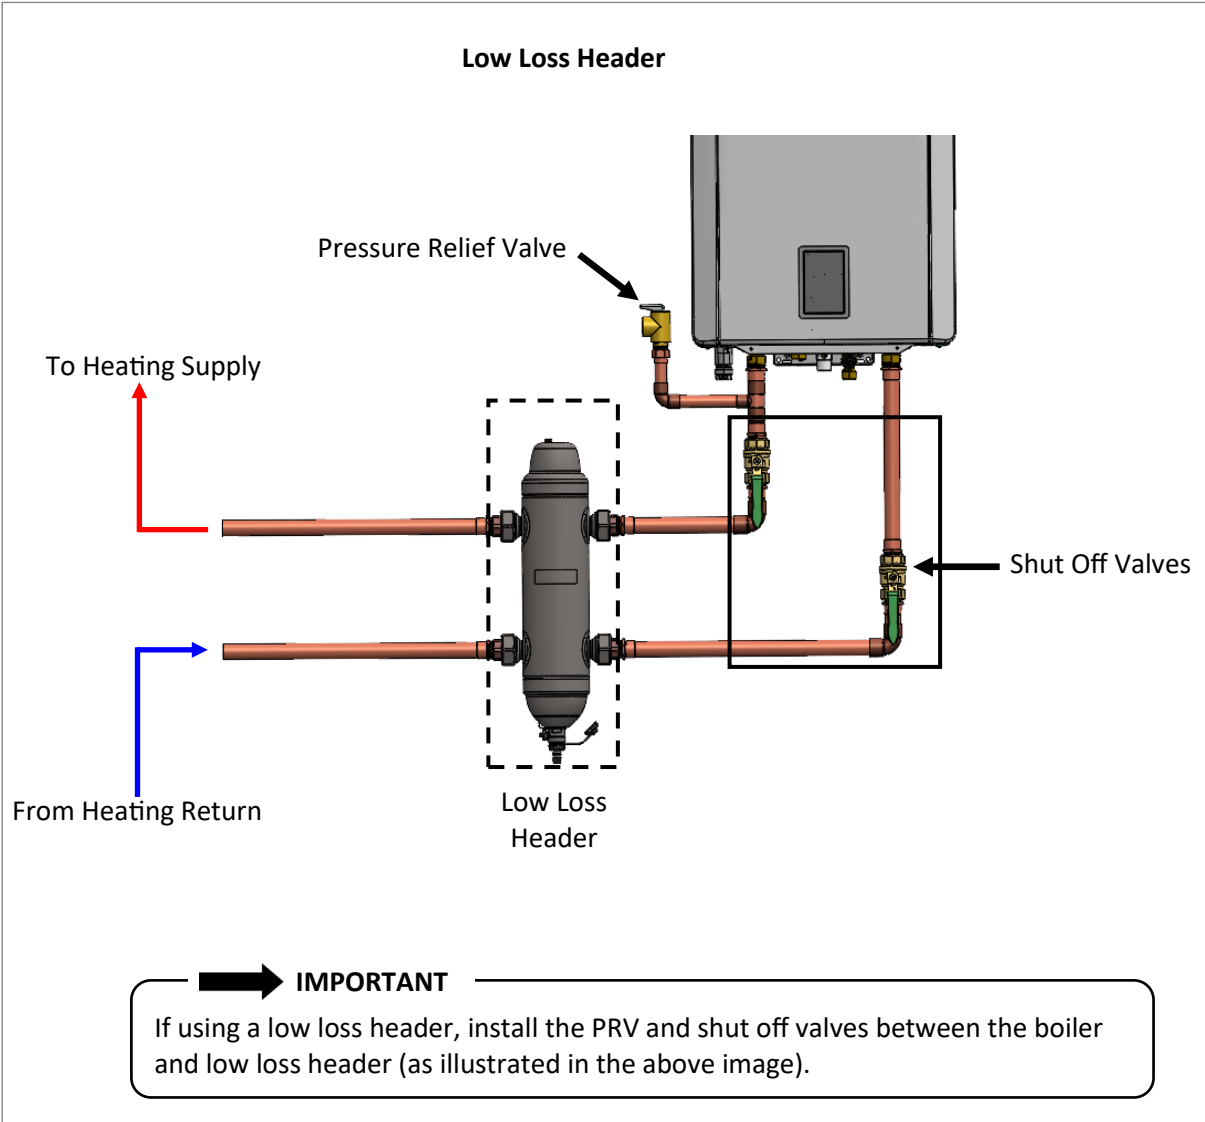 Low Loss Header
Pressure Relief Valve
To Heating Supply
Shut Off Valves
From Heating Return
Low Loss
Header
IMPORTANT
If using a low loss header, install the PRV and shut off valves between the boiler
and low loss header (as illustrated in the above image).